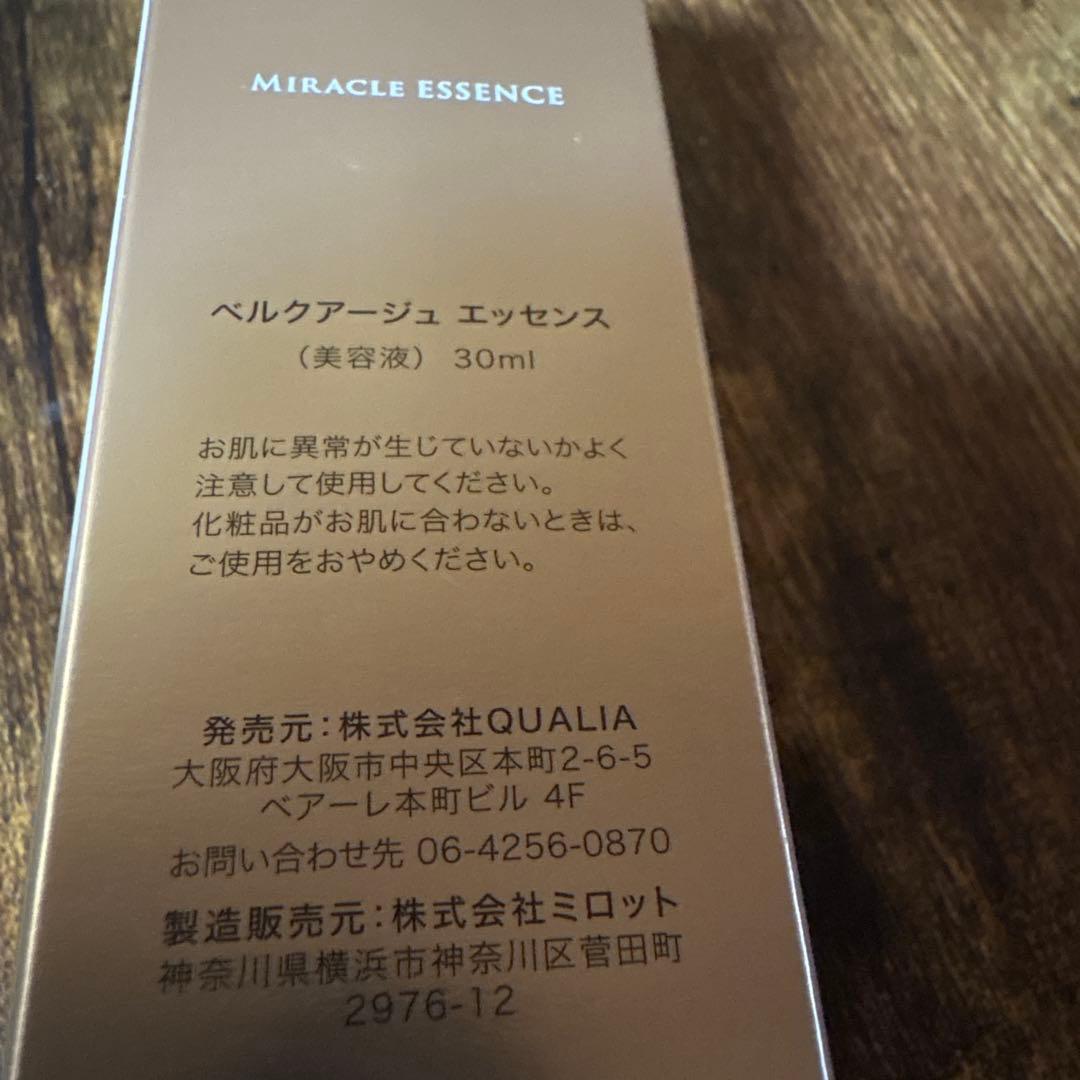 MIRACLE ESSENCE
ベルクアージュ エッセンス
（美容液） 30ml
お肌に異常が生じていないかよく
注意して使用してください。
化粧品がお肌に合わないときは、
ご使用をおやめください。
発売元：株式会社QUALIA
大阪府大阪市中央区本町2-6-5
ベアーレ本町ビル 4F
お問い合わせ先 06-4256-0870
製造販売元：株式会社ミロット
神奈川県横浜市神奈川区菅田町
2976-12